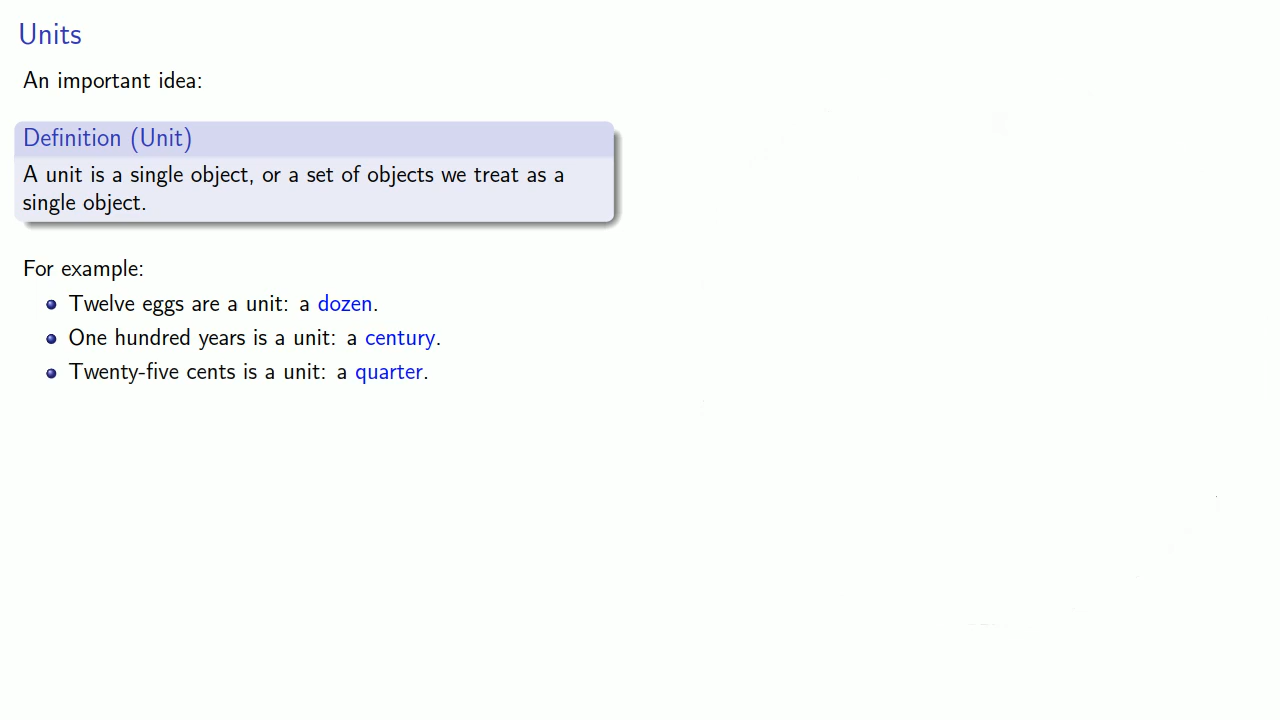 Units
An important idea:
Definition (Unit)
A unit is a single object, or a set of objects we treat as a
single object.
For example:
Twelve eggs are a unit: a dozen.
One hundred years is a unit: a century.
Twenty-five cents is a unit: a quarter.